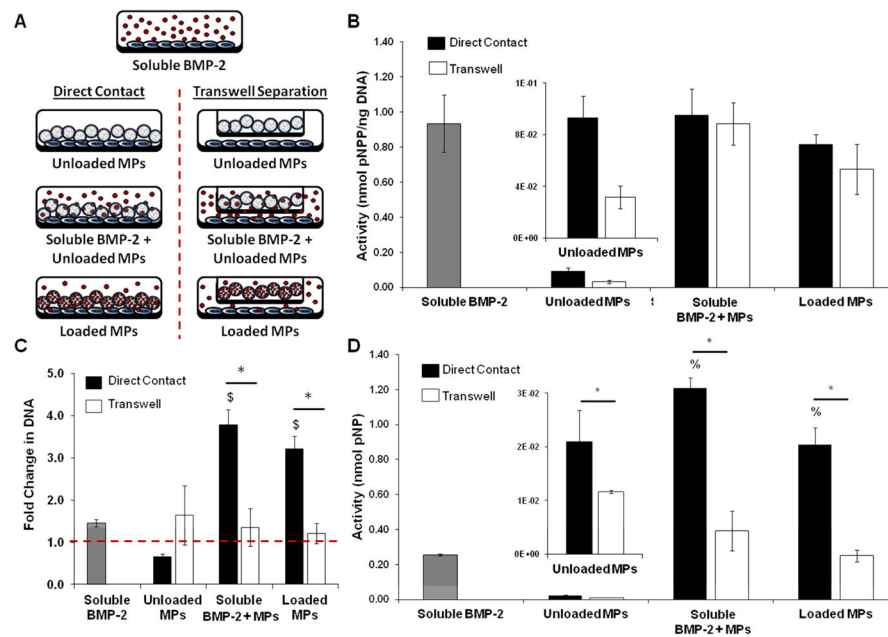 A
Soluble BMP-2
Direct Contact
Transwell Separation
Unloaded MPs
Unloaded MPs
Soluble BMP-2 +
Unloaded MPs
Soluble BMP-2 +
Unloaded MPs
Loaded MPs
Loaded MPs
B
Activity (nmol pNPP/ng DNA)
1.40
1.20
1.00
0.80
0.60
0.40
0.20
0.00
Direct Contact
Transwell
1E-01
8E-02
4E-02
0E+00
Unloaded MPs
Soluble BMP-2
Unloaded MPs
s
Soluble
BMP-2+MPs
Loaded MPs
C
Fold Change in DNA
5.0
4.0
3.0
2.0
1.0
0.0
Direct Contact
Transwell
*
$
*
$
Soluble
BMP-2
Unloaded
MPs
Soluble
BMP-2+MPs
Loaded
MPs
D
Activity (nmol pNP)
1.40
1.20
1.00
0.80
0.60
0.40
0.20
0.00
Direct Contact
Transwell
3E-02
*
1E-02
0E+00
Unloaded MPs
*
%
*
%
Soluble BMP-2
Unloaded MPs
Soluble
BMP-2+MPs
Loaded MPs